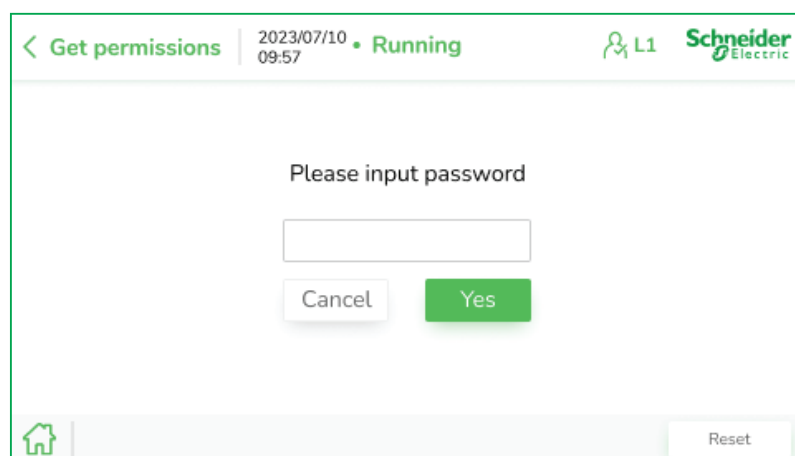 Get permissions
2023/07/10
09:57
• Running
L1
Schneider
Electric
Please input password
Cancel
Yes
Reset